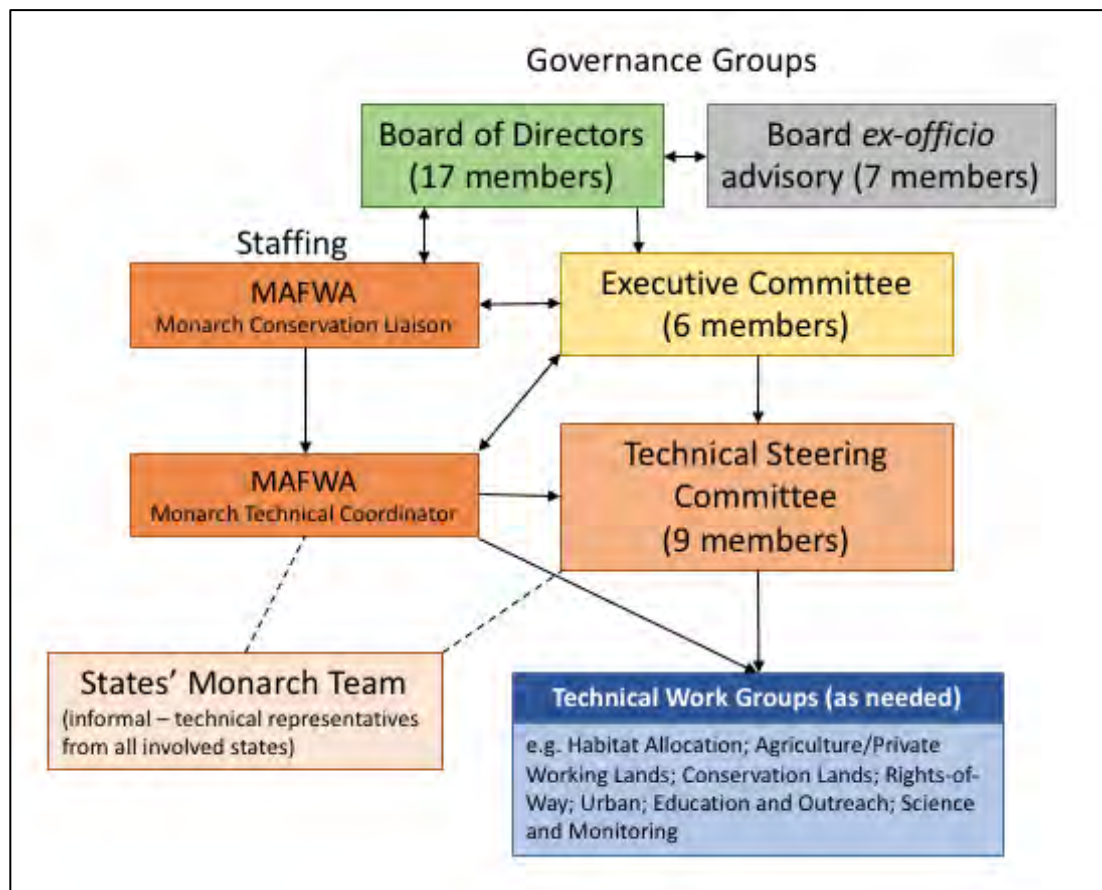 Governance Groups
Board of Directors
(17 members)
Board ex-officio
advisory (7 members)
Staffing
MAFWA
Monarch Conservation Liaison
Executive Committee
(6 members)
MAFWA
Monarch Technical Coordinator
Technical Steering
Committee
(9 members)
States’ Monarch Team
(informal – technical representatives
from all involved states)
Technical Work Groups (as needed)
e.g. Habitat Allocation; Agriculture/Private
Working Lands; Conservation Lands; Rights-of-
Way; Urban; Education and Outreach; Science
and Monitoring